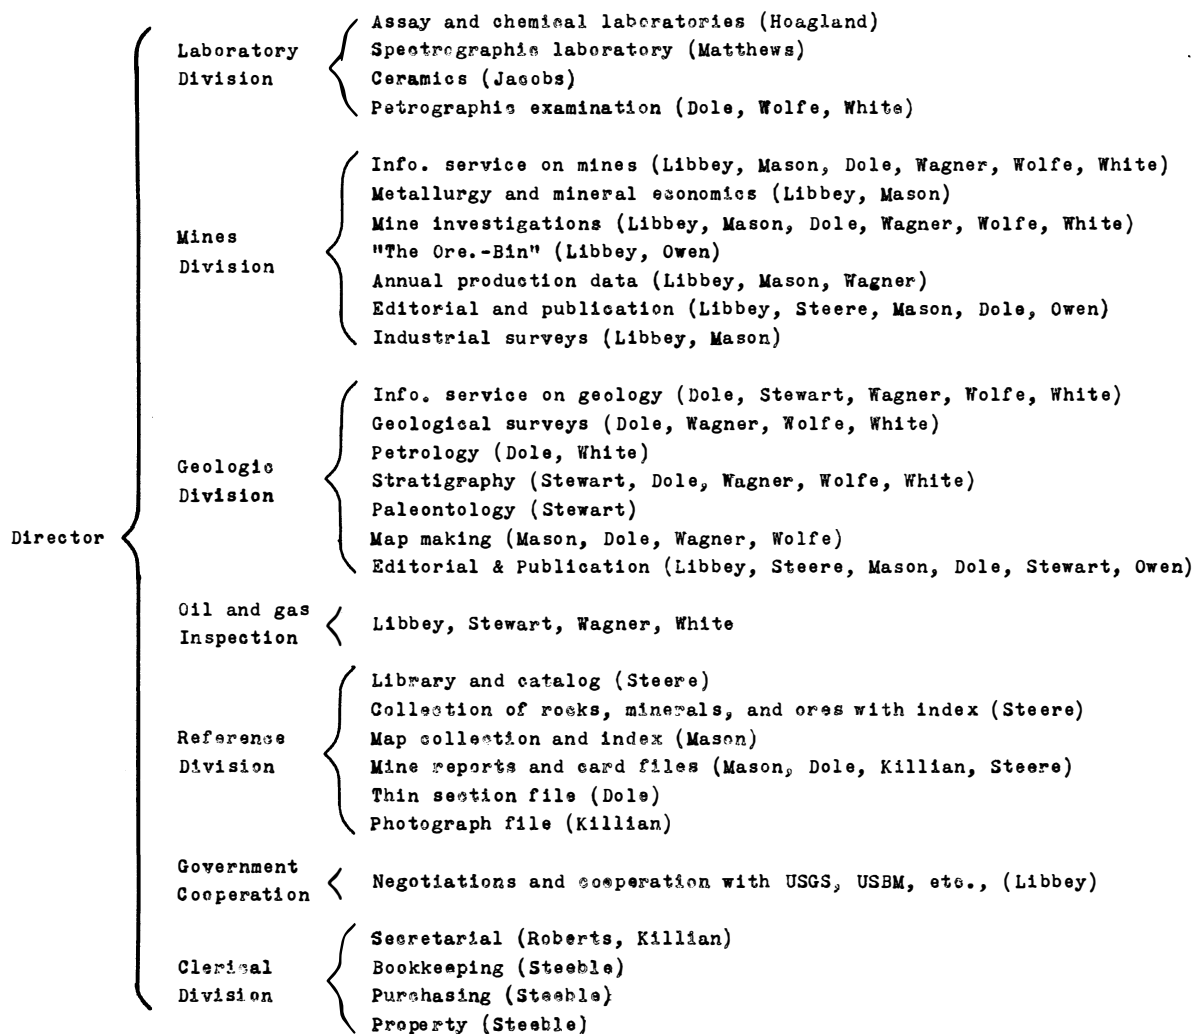 Laboratory
Division
Assay and chemical laboratories (Hoagland)
Spectrographic laboratory (Matthews)
Ceramics (Jacobs)
Petrographic examination (Dole, Wolfe, White)
Mines
Division
Info. service on mines (Libbey, Mason, Dole, Wagner, Wolfe, White)
Metallurgy and mineral economics (Libbey, Mason)
Mine investigations (Libbey, Mason, Dole, Wagner, Wolfe, White)
"The Ore.-Bin" (Libbey, Owen)
Annual production data (Libbey, Mason, Wagner)
Editorial and publication (Libbey, Steere, Mason, Dole, Owen)
Industrial surveys (Libbey, Mason)
Director
Geologic
Division
Info. service on geology (Dole, Stewart, Wagner, Wolfe, White)
Geological surveys (Dole, Wagner, Wolfe, White)
Petrology (Dole, White)
Stratigraphy (Stewart, Dole, Wagner, Wolfe, White)
Paleontology (Stewart)
Map making (Mason, Dole, Wagner, Wolfe)
Editorial & Publication (Libbey, Steere, Mason, Dole, Stewart, Owen)
Oil and gas
Inspection
Libbey, Stewart, Wagner, White
Reference
Division
Library and catalog (Steere)
Collection of rocks, minerals, and ores with index (Steere)
Map collection and index (Mason)
Mine reports and card files (Mason, Dole, Killian, Steere)
Thin section file (Dole)
Photograph file (Killian)
Government
Cooperation
Negotiations and cooperation with USGS, USBM, etc., (Libbey)
Clerical
Division
Secretarial (Roberts, Killian)
Bookkeeping (Steeble)
Purchasing (Steeble)
Property (Steeble)